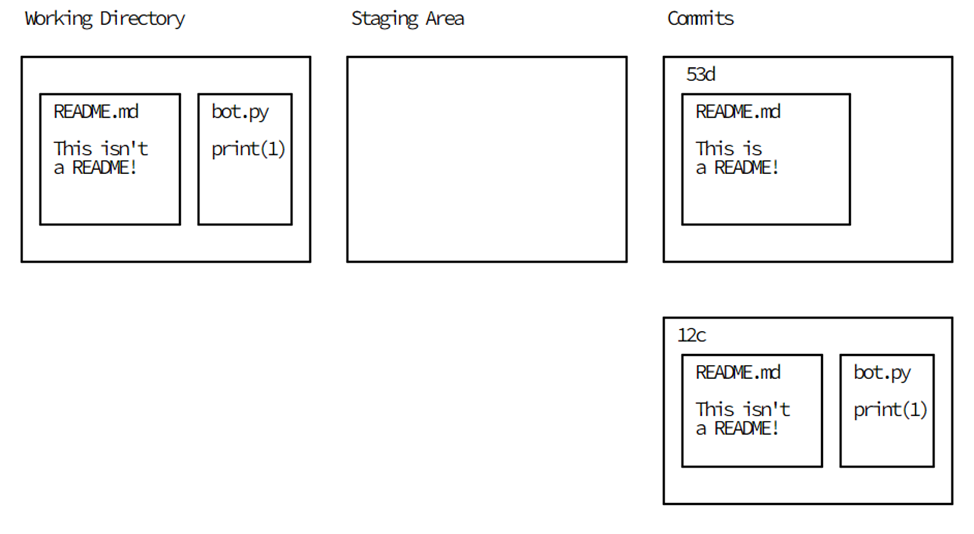 Working Directory
Staging Area
Commits
README.md
This isn't
a README!
bot.py
print(1)
53d
README.md
This is
a README!
12c
README.md
This isn't
a README!
bot.py
print(1)